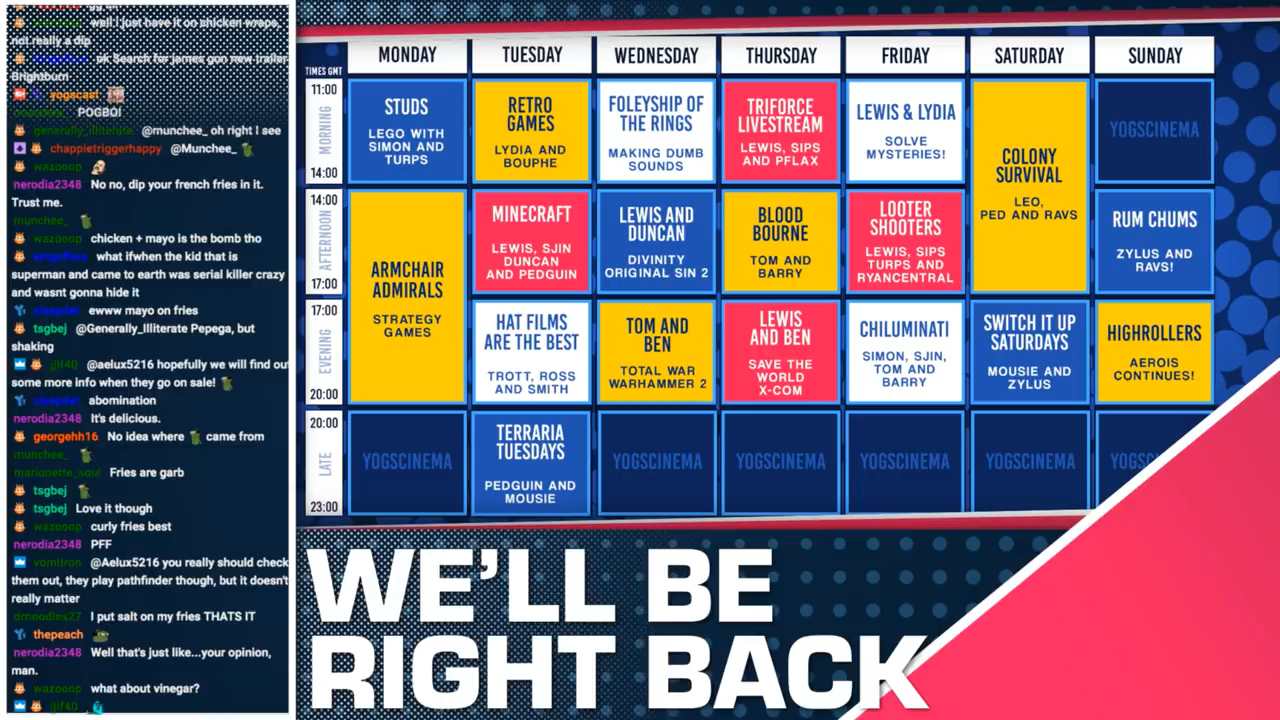 well I just have it on chicken wraps,
not really a dip
ok Search for james gun new trailer
Brightburn
yogscast
POGBOI
generally_illiterate @munchee_ oh right I see
chappletriggerhappy @Munchee_
wazooop
nerodia2348 No no, dip your french fries in it.
Trust me.
munchee_
wazooop chicken + mayo is the bomb tho
what ifwhen the kid that is
superman and came to earth was serial killer crazy
and wasnt gonna hide it
ewww mayo on fries
tsgbej @Generally_Illiterate Pepega, but
shaking
jjlf40 @aelux5216 hopefully we will find out
some more info when they go on sale!
abomination
nerodia2348 It's delicious.
georgehh16 No idea where came from
munchee_
marionette_soul Fries are garb
tsgbej
tsgbej Love it though
wazooop curly fries best
nerodia2348 PFF
vomitron @Aelux5216 you really should check
them out, they play pathfinder though, but it doesn't
really matter
dmoodles27 I put salt on my fries THATS IT
thepeach
nerodia2348 Well that's just like...your opinion,
man.
wazooop what about vinegar?
jjlf40
TIMES GMT
MONDAY
TUESDAY
WEDNESDAY
THURSDAY
FRIDAY
SATURDAY
SUNDAY
11:00
MORNING
14:00
STUDS
LEGO WITH
SIMON AND
TURPS
RETRO
GAMES
LYDIA AND
BOUPHE
FOLEYSHIP OF
THE RINGS
MAKING DUMB
SOUNDS
TRIFORCE
LIVESTREAM
LEWIS, SIPS
AND PFLAX
LEWIS & LYDIA
SOLVE
MYSTERIES!
COLONY
SURVIVAL
LEO,
PED AND RAVS
YOGSCINEMA
14:00
AFTERNOON
17:00
ARMCHAIR
ADMIRALS
STRATEGY
GAMES
MINECRAFT
LEWIS, SJIN
DUNCAN
AND PEDGUIN
LEWIS AND
DUNCAN
DIVINITY
ORIGINAL SIN 2
BLOOD
BOURNE
TOM AND
BARRY
LOOTER
SHOOTERS
LEWIS, SIPS
TURPS AND
RYANCENTRAL
RUM CHUMS
ZYLUS AND
RAVS!
17:00
EVENING
20:00
HAT FILMS
ARE THE BEST
TROTT, ROSS
AND SMITH
TOM AND
BEN
TOTAL WAR
WARHAMMER 2
LEWIS
AND BEN
SAVE THE
WORLD
X-COM
CHILUMINATI
SIMON, SJIN,
TOM AND
BARRY
SWITCH IT UP
SATURDAYS
MOUSIE AND
ZYLUS
HIGHROLLERS
AEROIS
CONTINUES!
20:00
LATE
23:00
YOGSCINEMA
TERRARIA
TUESDAYS
PEDGUIN AND
MOUSIE
YOGSCINEMA
YOGSCINEMA
YOGSCINEMA
YOGSCINEMA
YOGSC
WE'LL BE
RIGHT BACK